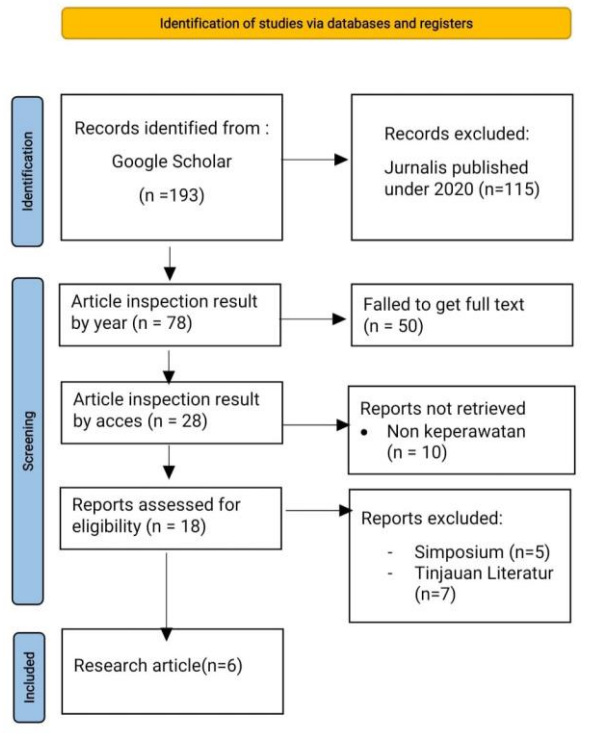 Identification of studies via databases and registers
Identification
Records identified from :
Google Scholar
(n =193)
Records excluded:
Jurnalis published
under 2020 (n=115)
Screening
Article inspection result
by year (n = 78)
Falled to get full text
(n = 50)
Article inspection result
by acces (n = 28)
Reports not retrieved
• Non keperawatan
(n = 10)
Reports assessed for
eligibility (n = 18)
Reports excluded:
- Simposium (n=5)
- Tinjauan Literatur
(n=7)
Included
Research article(n=6)